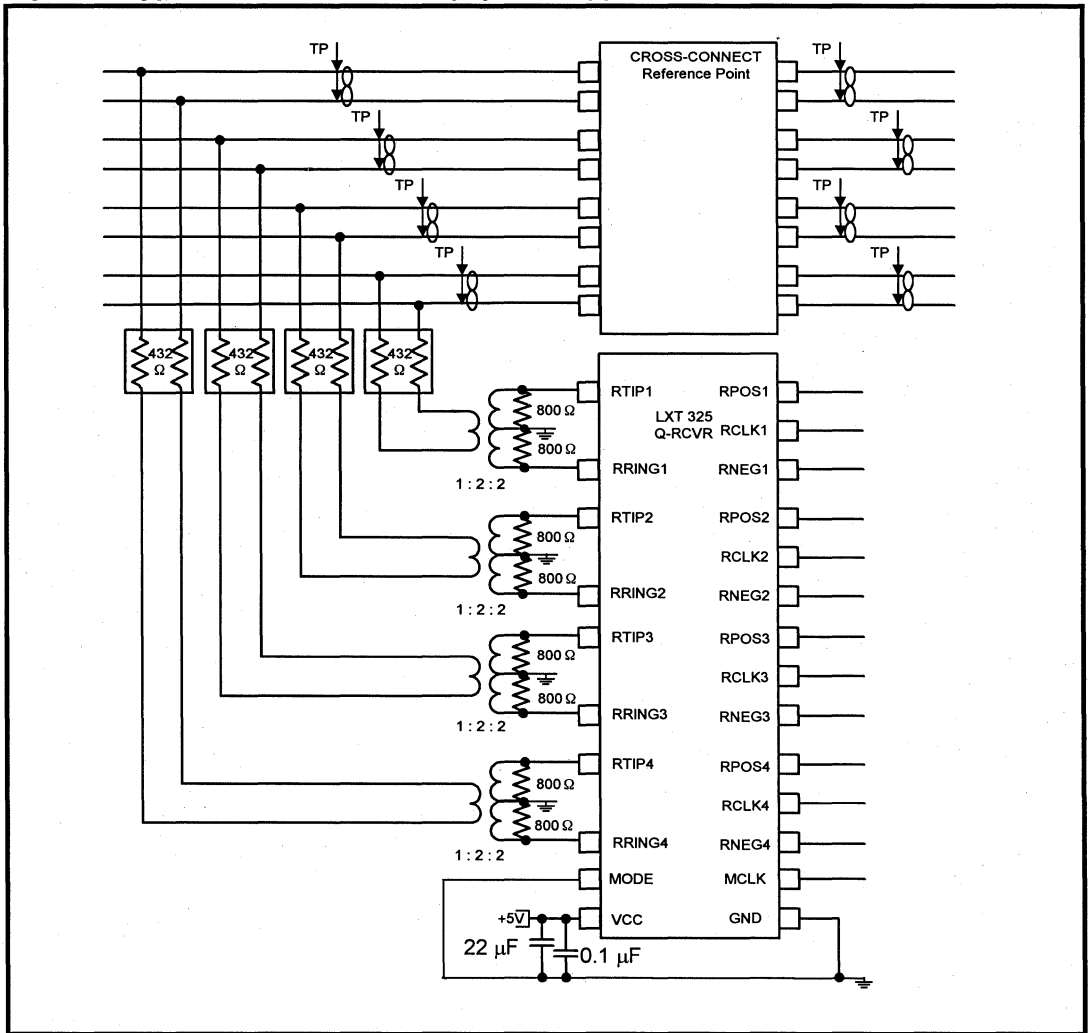 TP
CROSS-CONNECT
Reference Point
TP
TP
TP
TP
TP
TP
TP
432
Ω
432
Ω
432
Ω
432
Ω
RTIP1
RPOS1
800 Ω
LXT 325
Q-RCVR
RCLK1
800 Ω
RRING1
RNEG1
1 : 2 : 2
RTIP2
RPOS2
800 Ω
RCLK2
800 Ω
RRING2
RNEG2
1 : 2 : 2
RTIP3
RPOS3
800 Ω
RCLK3
800 Ω
RRING3
RNEG3
1 : 2 : 2
RTIP4
RPOS4
800 Ω
RCLK4
800 Ω
RRING4
RNEG4
1 : 2 : 2
MODE
MCLK
+5V
VCC
GND
22 µF
0.1 µF